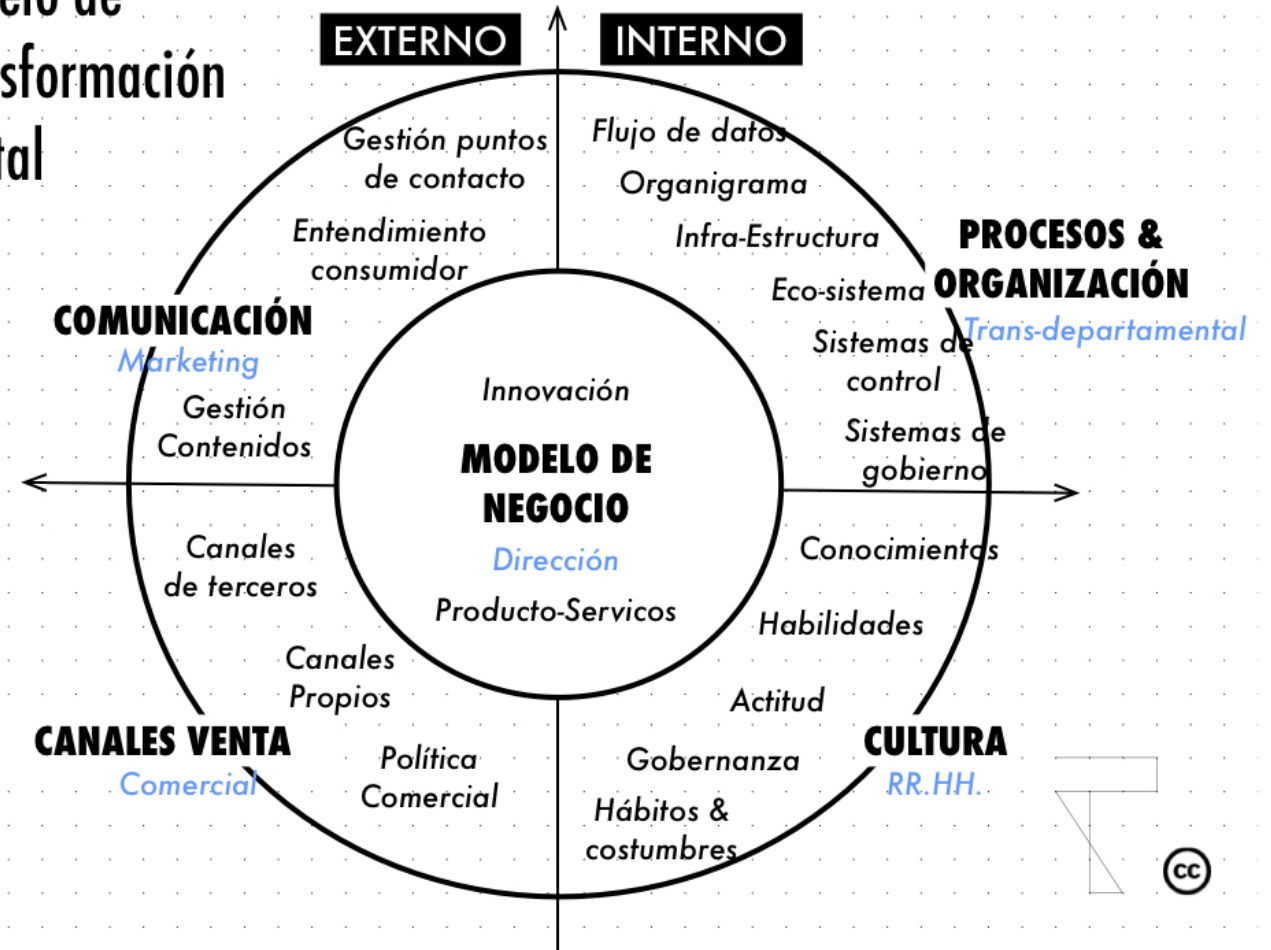 elo de
sformación
tal
EXTERNO
INTERNO
Gestión puntos
de contacto
Entendimiento
consumidor
COMUNICACIÓN
Marketing
Gestión
Contenidos
Flujo de datos
Organigrama
Infra-Estructura
Eco-sistema
PROCESOS &
ORGANIZACIÓN
Trans-departamental
Sistemas de
control
Sistemas de
gobierno
Innovación
MODELO DE
NEGOCIO
Dirección
Producto-Servicos
Canales
de terceros
Canales
Propios
CANALES VENTA
Comercial
Política
Comercial
Conocimientos
Habilidades
Actitud
CULTURA
RR.HH.
Gobernanza
Hábitos &
costumbres
cc